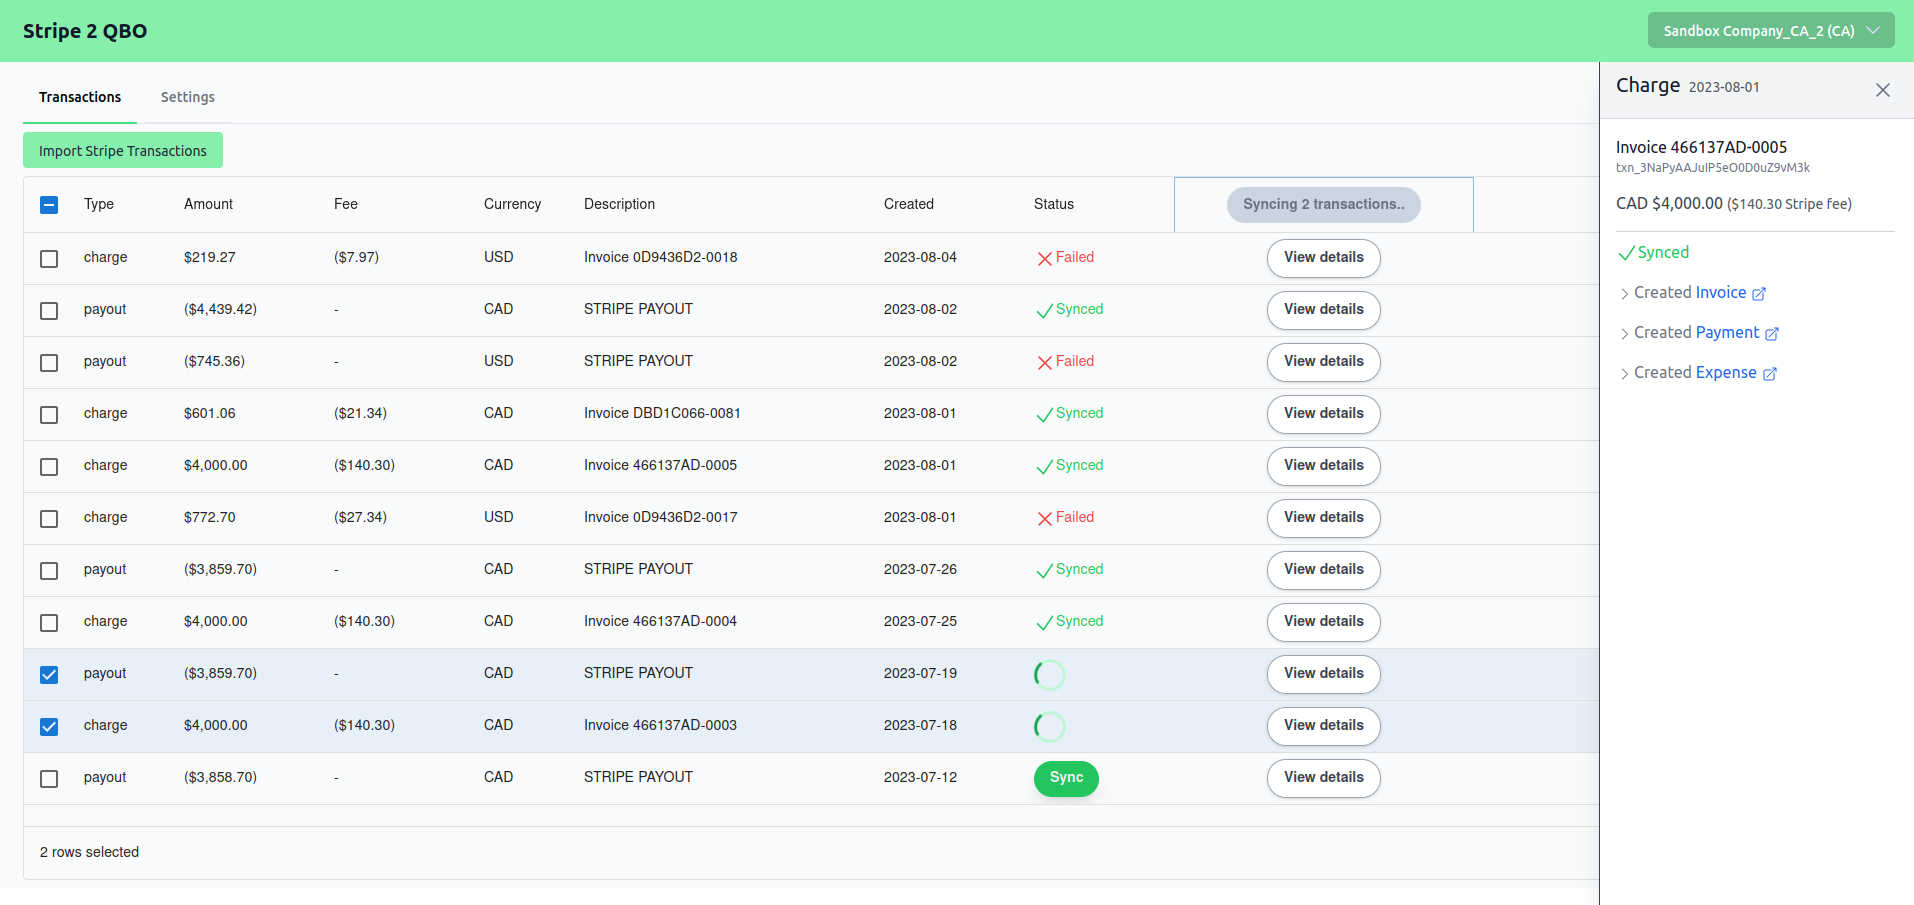 Stripe 2 QBO
Sandbox Company_CA_2 (CA)
Transactions Settings
Import Stripe Transactions
Type Amount Fee Currency Description Created Status Syncing 2 transactions..
charge $219.27 ($7.97) USD Invoice 0D9436D2-0018 2023-08-04 Failed View details
payout ($4,439.42) - CAD STRIPE PAYOUT 2023-08-02 Synced View details
payout ($745.36) - USD STRIPE PAYOUT 2023-08-02 Failed View details
charge $601.06 ($21.34) CAD Invoice DBD1C066-0081 2023-08-01 Synced View details
charge $4,000.00 ($140.30) CAD Invoice 466137AD-0005 2023-08-01 Synced View details
charge $772.70 ($27.34) USD Invoice 0D9436D2-0017 2023-08-01 Failed View details
payout ($3,859.70) - CAD STRIPE PAYOUT 2023-07-26 Synced View details
charge $4,000.00 ($140.30) CAD Invoice 466137AD-0004 2023-07-25 Synced View details
payout ($3,859.70) - CAD STRIPE PAYOUT 2023-07-19 View details
charge $4,000.00 ($140.30) CAD Invoice 466137AD-0003 2023-07-18 View details
payout ($3,858.70) - CAD STRIPE PAYOUT 2023-07-12 Sync View details
2 rows selected
Charge 2023-08-01
Invoice 466137AD-0005
txn_3NaPyAAJuIP5eO0D0uZ9vM3k
CAD $4,000.00 ($140.30 Stripe fee)
Synced
Created Invoice
Created Payment
Created Expense